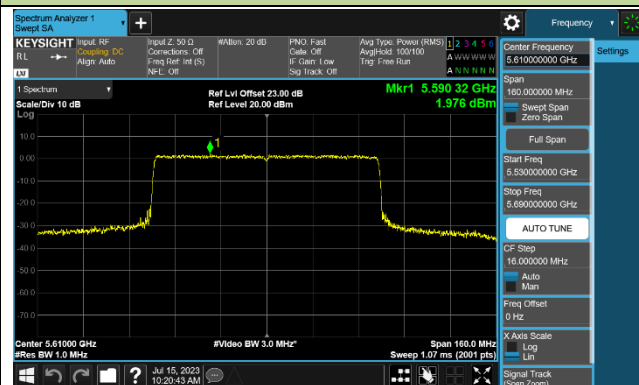 Spectrum Analyzer 1
Swept SA
Frequency
KEYSIGHT
RL
LXI
Input: RF
Coupling: DC
Align: Auto
Input Z: 50 Ω
Corrections: Off
Freq Ref: Int (S)
NFE: Off
#Atten: 20 dB
PNO: Fast
Gate: Off
IF Gain: Low
Sig Track: Off
Avg Type: Power (RMS)
Avg|Hold: 100/100
Trig: Free Run
1 2 3 4 5 6
A W W W W W
A N N N N N
1 Spectrum
Scale/Div 10 dB
Log
Ref Lvl Offset 23.00 dB
Ref Level 20.00 dBm
Mkr1 5.590 32 GHz
1.976 dBm
1
10.0
0.00
-10.0
-20.0
-30.0
-40.0
-50.0
-60.0
-70.0
Center 5.61000 GHz
#Res BW 1.0 MHz
#Video BW 3.0 MHz*
Span 160.0 MHz
Sweep 1.07 ms (2001 pts)
Jul 15, 2023
10:20:43 AM
Center Frequency
5.610000000 GHz
Settings
Span
160.000000 MHz
Swept Span
Zero Span
Full Span
Start Freq
5.530000000 GHz
Stop Freq
5.690000000 GHz
AUTO TUNE
CF Step
16.000000 MHz
Auto
Man
Freq Offset
0 Hz
X Axis Scale
Log
Lin
Signal Track
(Span Zoom)